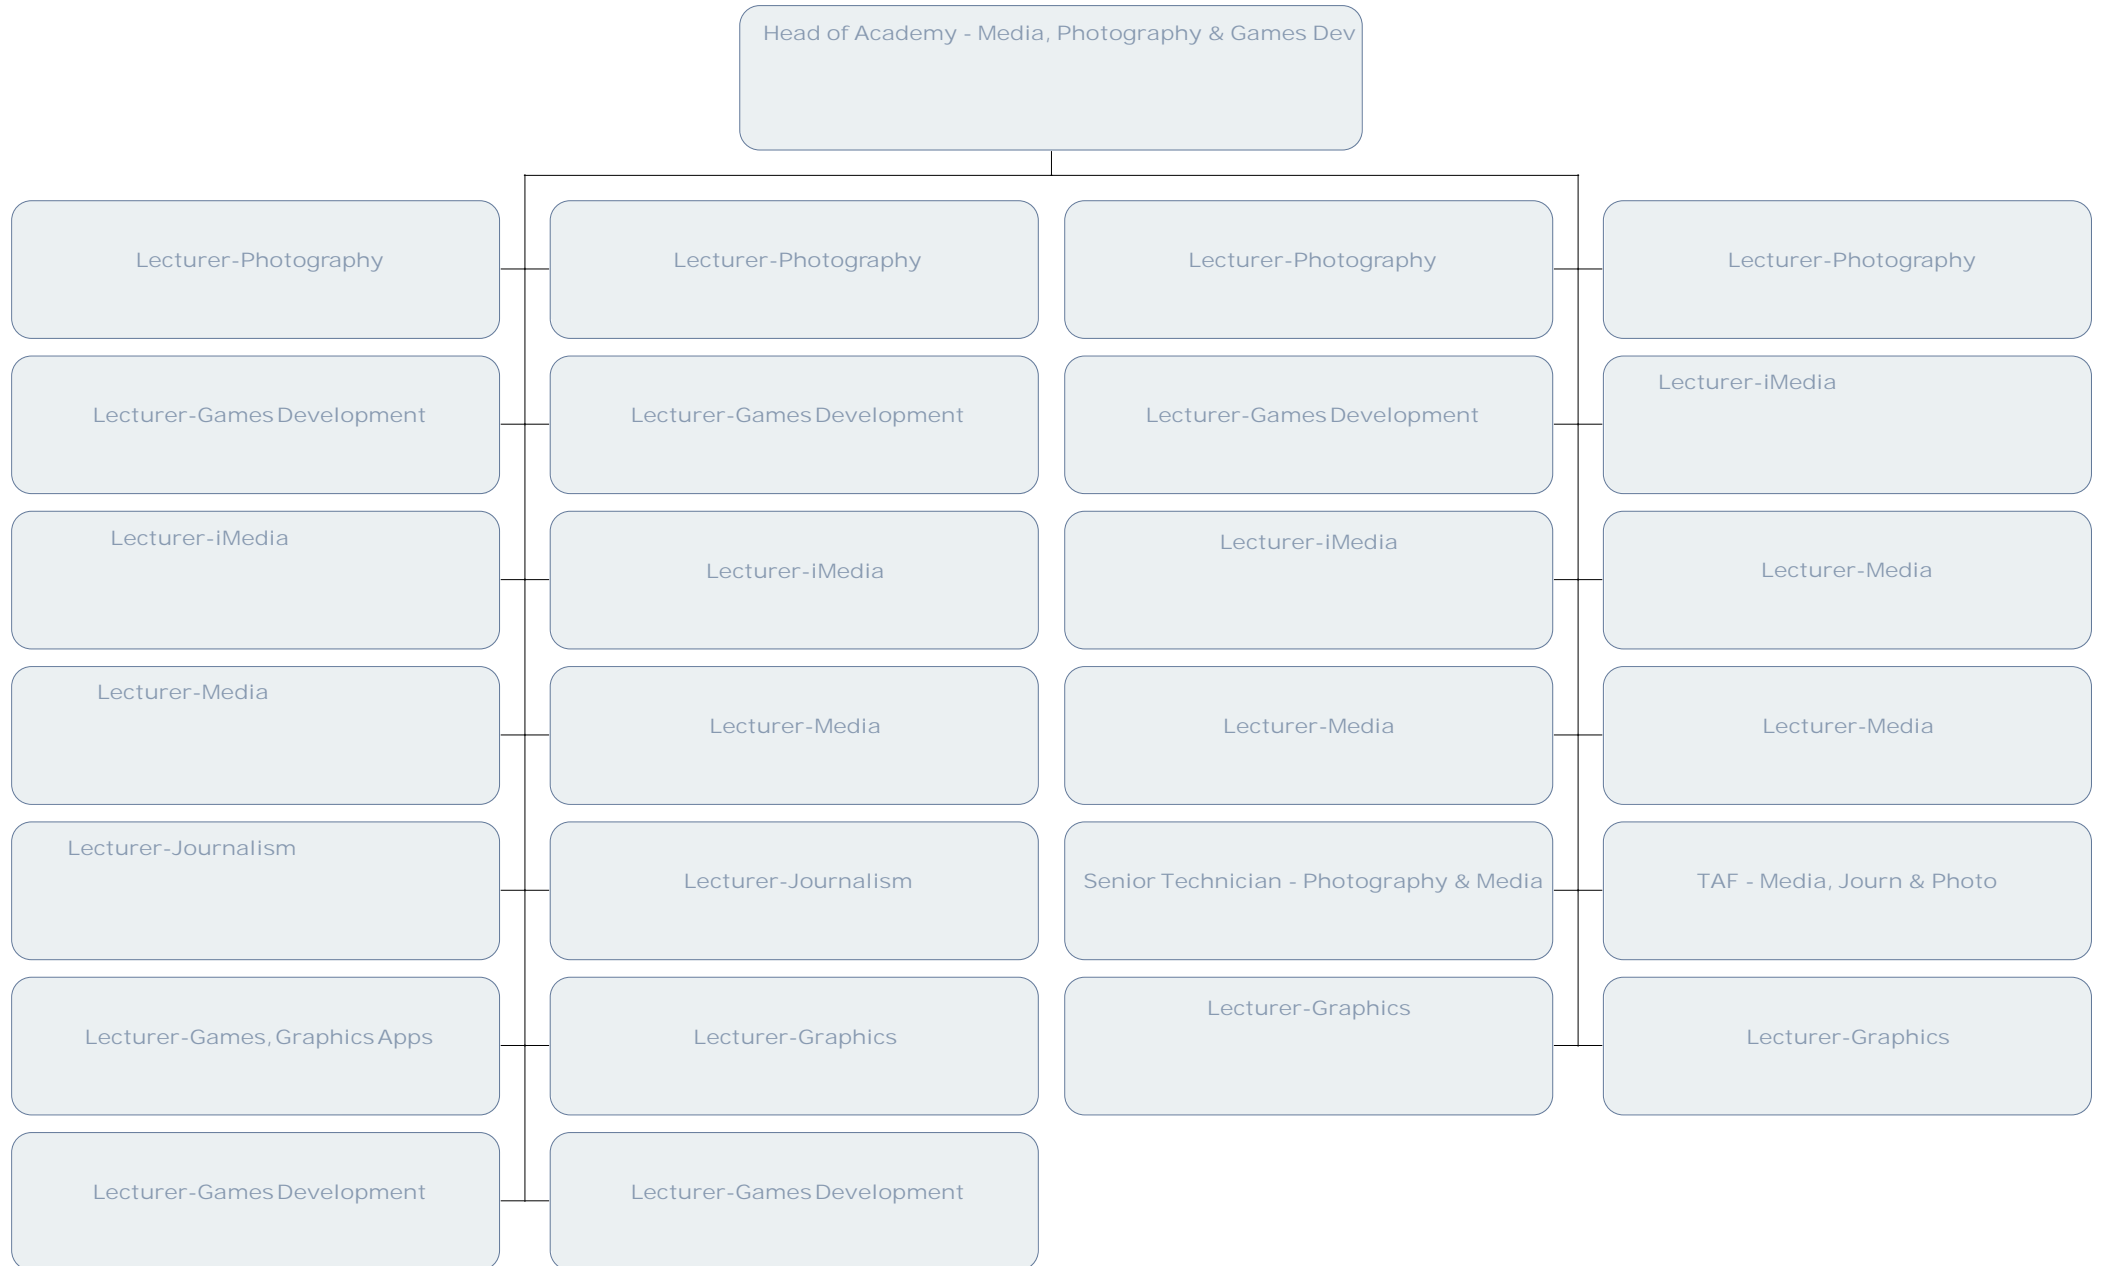 Head of Academy - Media, Photography & Games Dev
Lecturer-Photography
Lecturer-Photography
Lecturer-Photography
Lecturer-Photography
Lecturer-Games Development
Lecturer-Games Development
Lecturer-Games Development
Lecturer-iMedia
Lecturer-iMedia
Lecturer-iMedia
Lecturer-iMedia
Lecturer-Media
Lecturer-Media
Lecturer-Media
Lecturer-Media
Lecturer-Media
Lecturer-Journalism
Lecturer-Journalism
Senior Technician - Photography & Media
TAF - Media, Journ & Photo
Lecturer-Games, Graphics Apps
Lecturer-Graphics
Lecturer-Graphics
Lecturer-Graphics
Lecturer-Games Development
Lecturer-Games Development